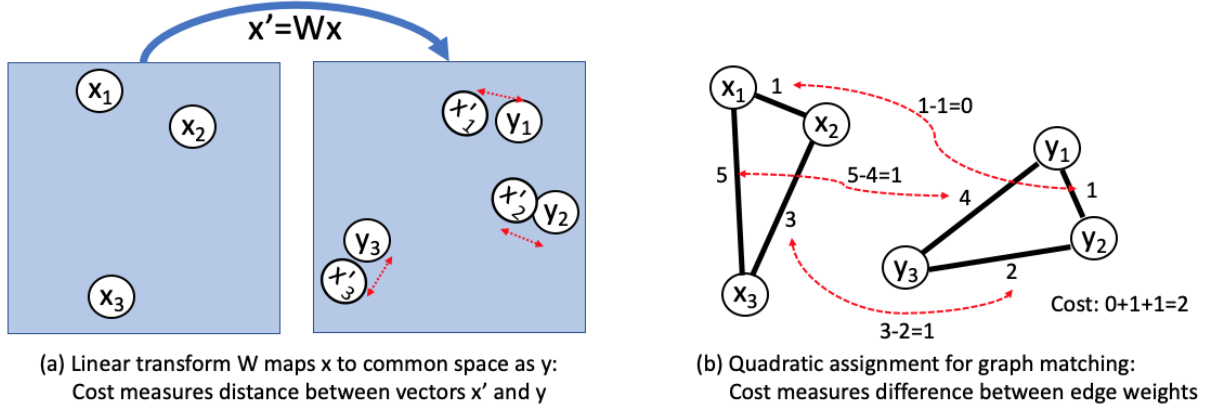 x'=Wx
x1
x2
x3
x'1
y1
x'2
y2
y3
x'3
(a) Linear transform W maps x to common space as y:
Cost measures distance between vectors x' and y
x1
1
x2
1-1=0
5
5-4=1
3
x3
y1
4
1
y2
y3
2
3-2=1
Cost: 0+1+1=2
(b) Quadratic assignment for graph matching:
Cost measures difference between edge weights